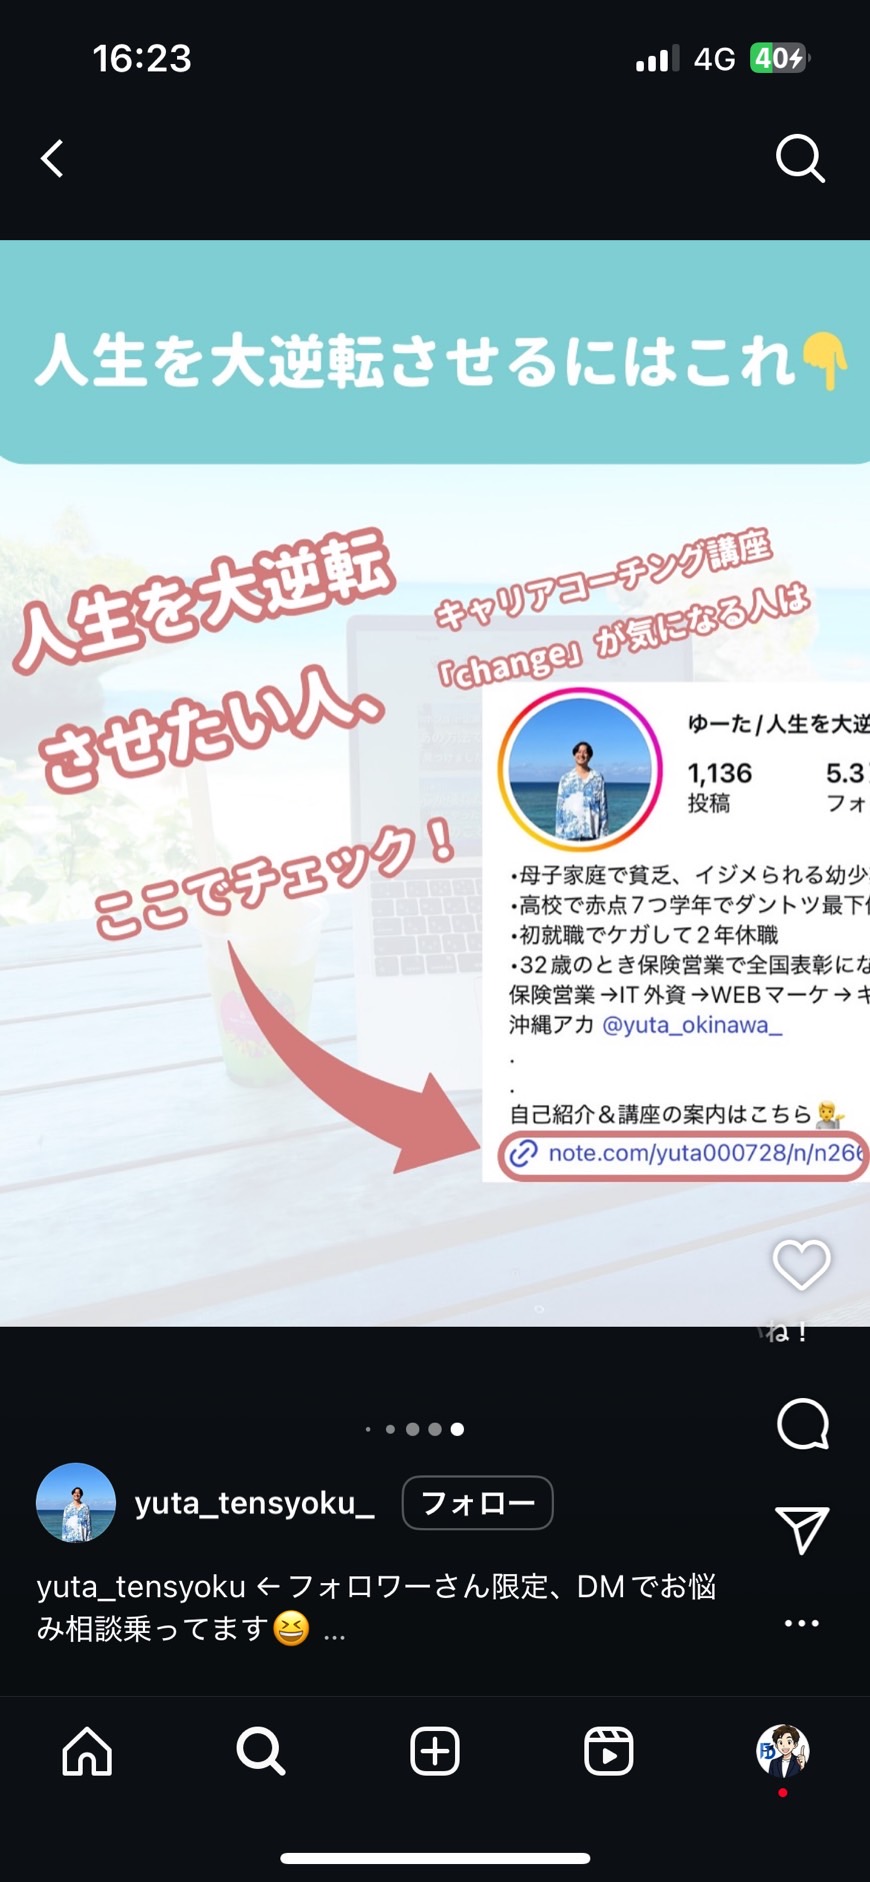 16:23
4G
40
人生を大逆転させるにはこれ👇
人生を大逆転
させたい人、
ここでチェック！
キャリアコーチング講座
「change」が気になる人は
ゆーた/人生を大逆
1,136
5.3
投稿
フォ
・母子家庭で貧乏、イジメられる幼少
・高校で赤点７つ学年でダントツ最下
・初就職でケガして２年休職
・32歳のとき保険営業で全国表彰にな
保険営業→IT外資→WEBマーケ→キ
沖縄アカ @yuta_okinawa_
.
.
自己紹介＆講座の案内はこちら💁
note.com/yuta000728/n/n266
ね！
yuta_tensyoku_
フォロー
yuta_tensyoku ←フォロワーさん限定、DMでお悩
み相談乗ってます😆 ...